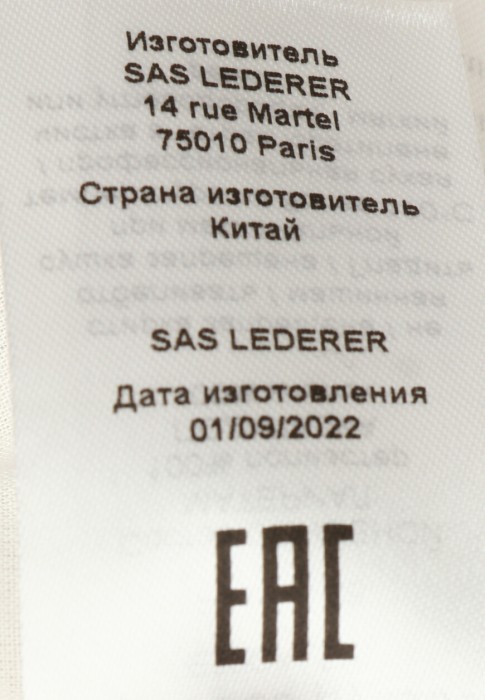 Изготовитель
SAS LEDERER
14 rue Martel
75010 Paris
Страна изготовитель
Китай
SAS LEDERER
Дата изготовления
01/09/2022
EAC